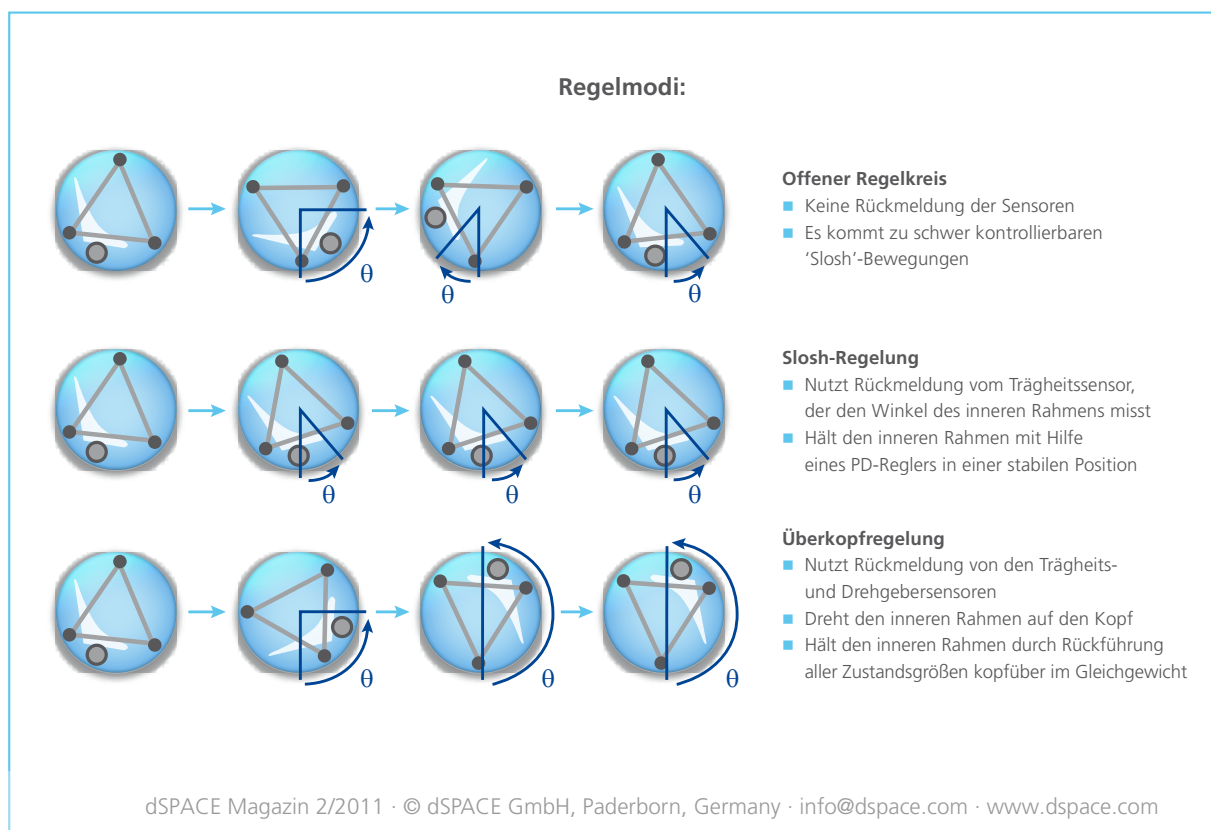 Regelmodi:
θ
θ
θ
Offener Regelkreis
■ Keine Rückmeldung der Sensoren
■ Es kommt zu schwer kontrollierbaren
‘Slosh’-Bewegungen
θ
θ
θ
Slosh-Regelung
■ Nutzt Rückmeldung vom Trägheitssensor,
der den Winkel des inneren Rahmens misst
■ Hält den inneren Rahmen mit Hilfe
eines PD-Reglers in einer stabilen Position
θ
θ
θ
Überkopfregelung
■ Nutzt Rückmeldung von den Trägheits-
und Drehgebersensoren
■ Dreht den inneren Rahmen auf den Kopf
■ Hält den inneren Rahmen durch Rückführung
aller Zustandsgrößen kopfüber im Gleichgewicht
dSPACE Magazin 2/2011 · © dSPACE GmbH, Paderborn, Germany · info@dspace.com · www.dspace.com